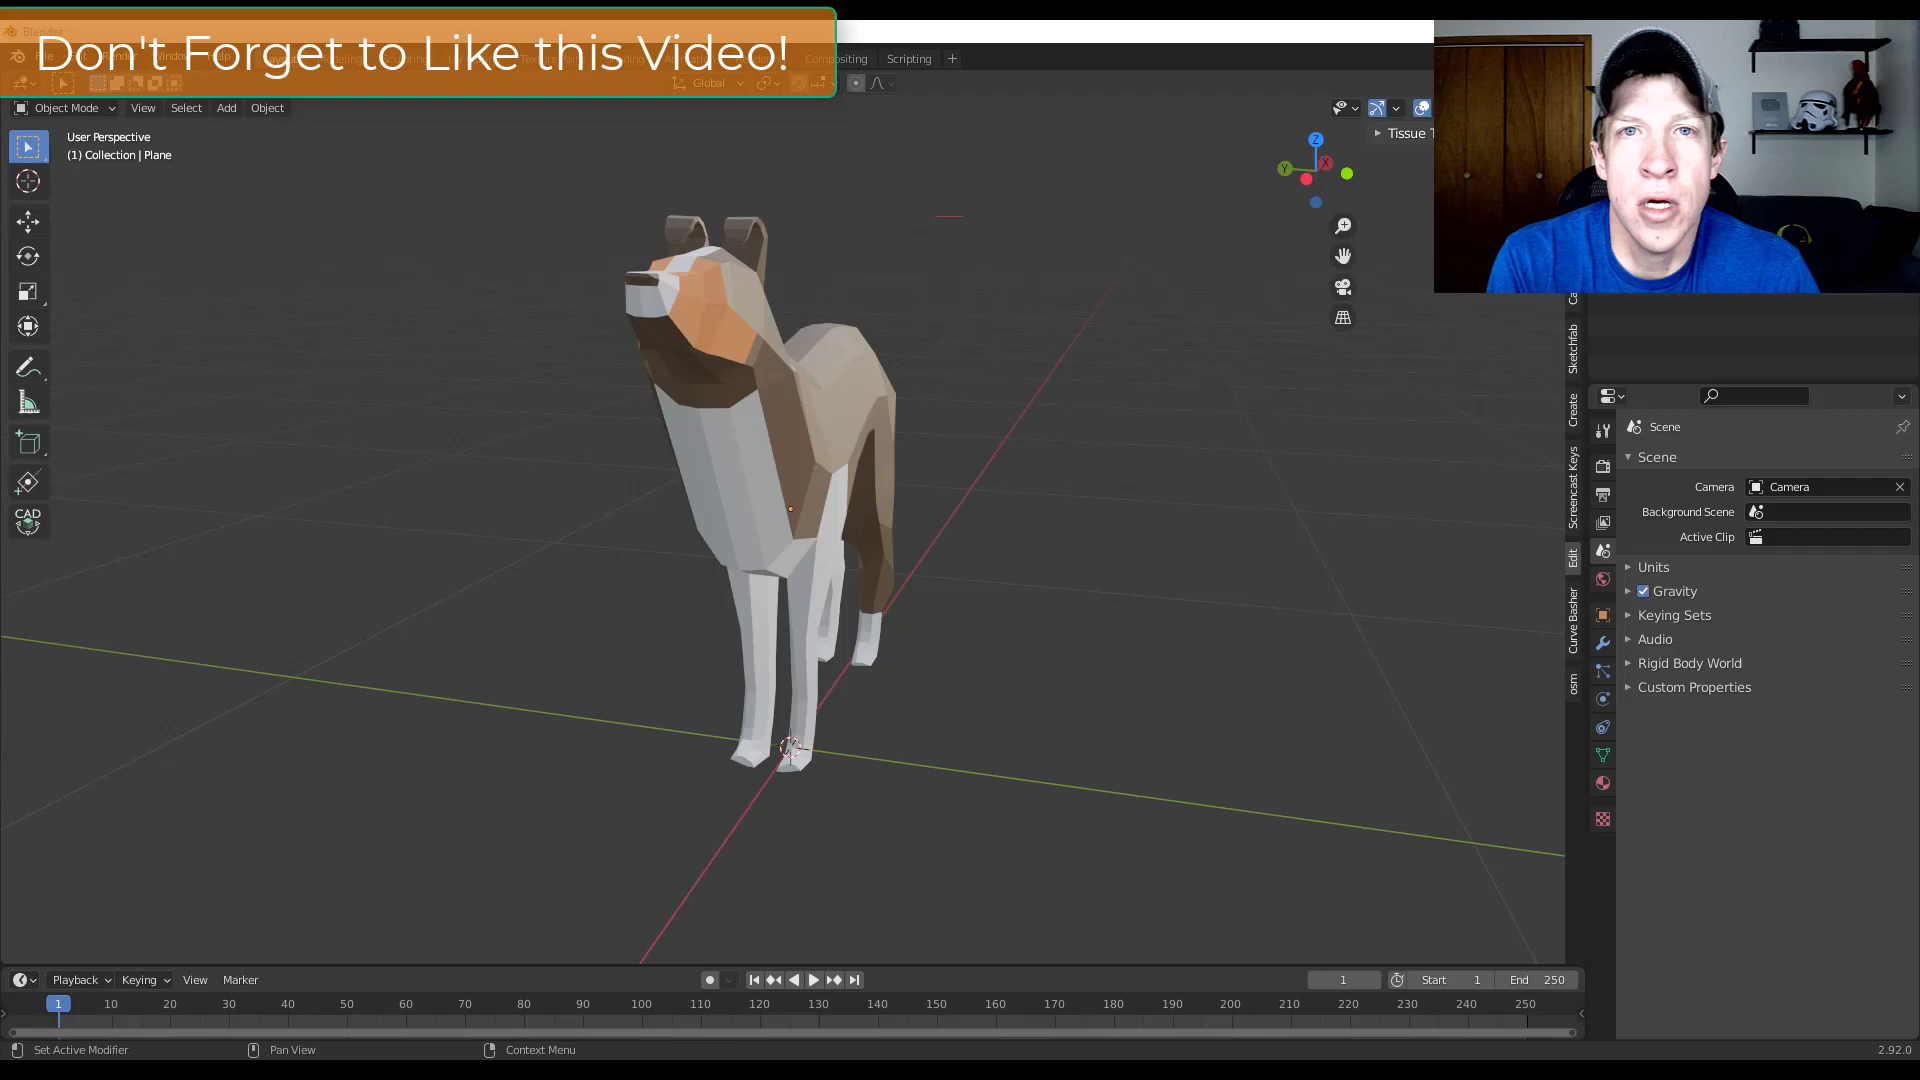 Don't Forget to Like this Video!
Compositing Scripting +
Global
Object Mode View Select Add Object
User Perspective
(1) Collection | Plane
Tissue T
Z
Y
X
CAD
Sketchfab
Create
Screencast Keys
Edit
Curve Basher
osm
Scene
Scene
Camera Camera
Background Scene
Active Clip
Units
Gravity
Keying Sets
Audio
Rigid Body World
Custom Properties
Playback Keying View Marker
1 Start 1 End 250
1 10 20 30 40 50 60 70 80 90 100 110 120 130 140 150 160 170 180 190 200 210 220 230 240 250
Set Active Modifier Pan View Context Menu 2.92.0